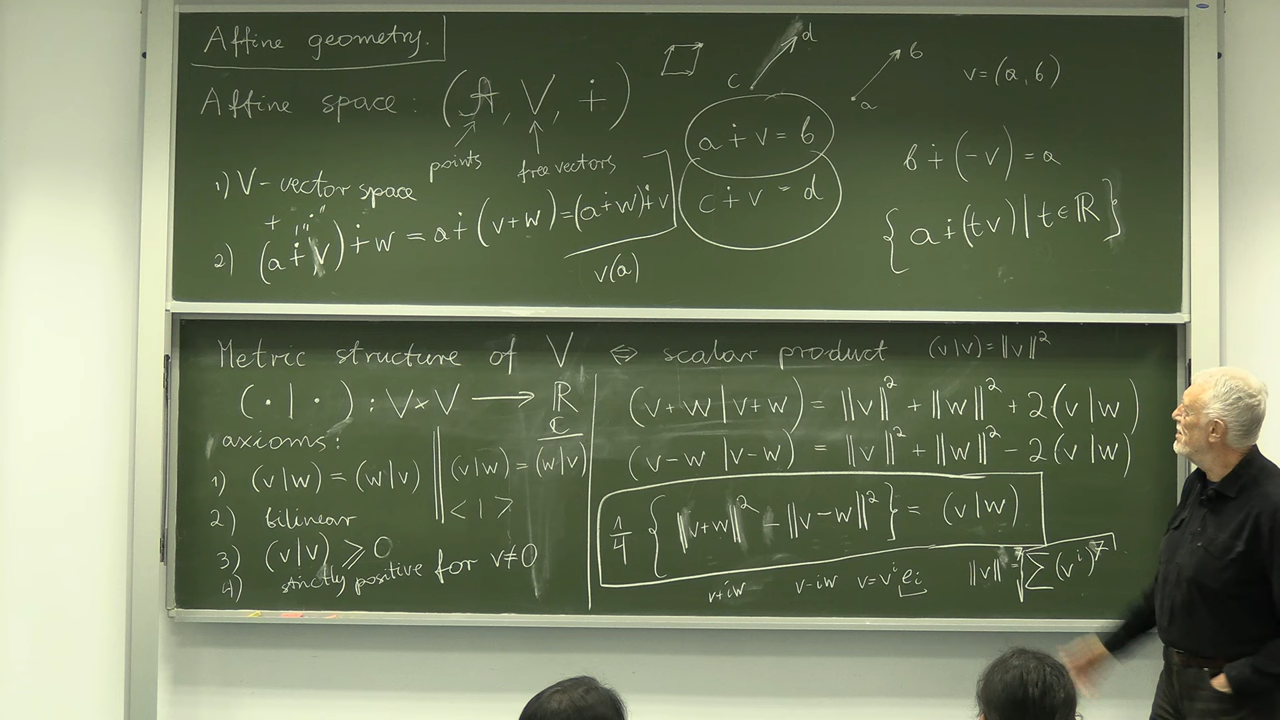 Affine geometry.
Affine space: (A, V, ∔)
points
free vectors
1) V-vector space
+ "∔"
2) (a ∔ v) ∔ w = a ∔ (v+w) = (a ∔ w) ∔ v
v(a)
c d
a ∔ v = b
c ∔ v = d
a b
v = (a, b)
b ∔ (-v) = a
{ a ∔ (tv) | t ∈ ℝ }
Metric structure of V ⇔ scalar product (v|v) = ‖v‖²
(· | ·) : V×V ⟶ ℝ
ℂ
axioms:
1) (v|w) = (w|v) ‖ (v|w) = \overline{(w|v)}
< | >
2) bilinear
3) (v|v) ⩾ 0
4) strictly positive for v≠0
(v+w | v+w) = ‖v‖² + ‖w‖² + 2(v|w)
(v-w | v-w) = ‖v‖² + ‖w‖² - 2(v|w)
1/4 { ‖v+w‖² - ‖v-w‖² } = (v|w)
v+iw v-iw v = vⁱeᵢ